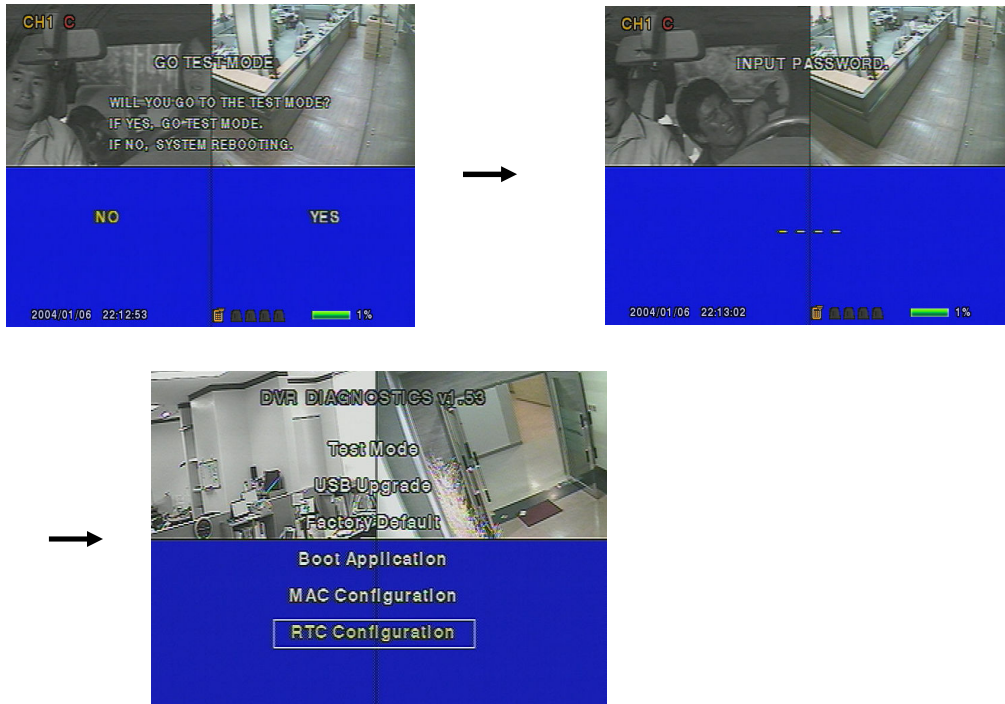 CH1 C
GO TEST MODE
WILL YOU GO TO THE TEST MODE?
IF YES, GO TEST MODE.
IF NO, SYSTEM REBOOTING.
NO YES
2004/01/06 22:12:53 1%
CH1 C
INPUT PASSWORD.
_ _ _ _
2004/01/06 22:13:02 1%
DVR DIAGNOSTICS v1.53
Test Mode
USB Upgrade
Factory Default
Boot Application
MAC Configuration
RTC Configuration